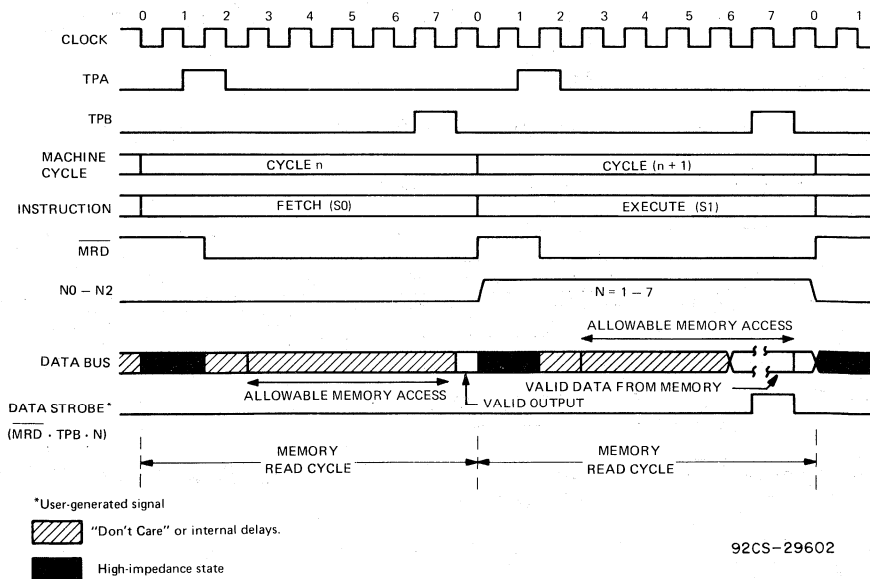 0 1 2 3 4 5 6 7 0 1 2 3 4 5 6 7 0 1
CLOCK
TPA
TPB
MACHINE
CYCLE
CYCLE n
CYCLE (n + 1)
INSTRUCTION
FETCH (S0)
EXECUTE (S1)
MRD
N0 – N2
N = 1 – 7
ALLOWABLE MEMORY ACCESS
DATA BUS
ALLOWABLE MEMORY ACCESS
VALID OUTPUT
VALID DATA FROM MEMORY
DATA STROBE*
(MRD · TPB · N)
MEMORY
READ CYCLE
MEMORY
READ CYCLE
*User-generated signal
"Don't Care" or internal delays.
High-impedance state
92CS-29602